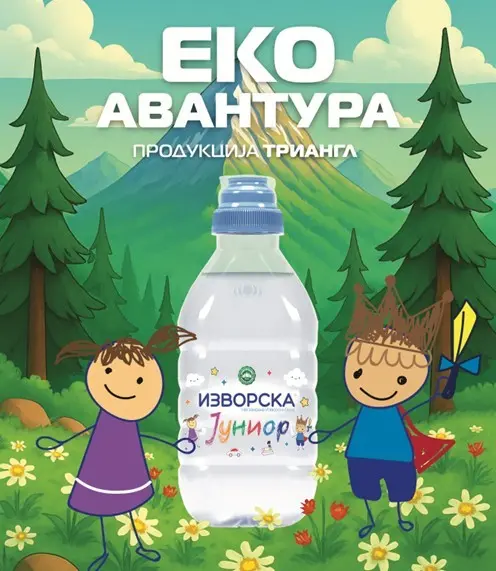 ЕКО
АВАНТУРА
ПРОДУКЦИЈА ТРИАНГЛ
ИЗВОРСКА
Јуниор